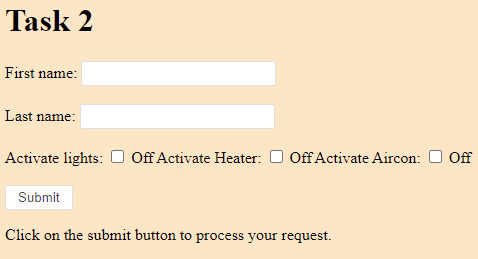 Task 2
First name:
Last name:
Activate lights: Off Activate Heater: Off Activate Aircon: Off
Submit
Click on the submit button to process your request.